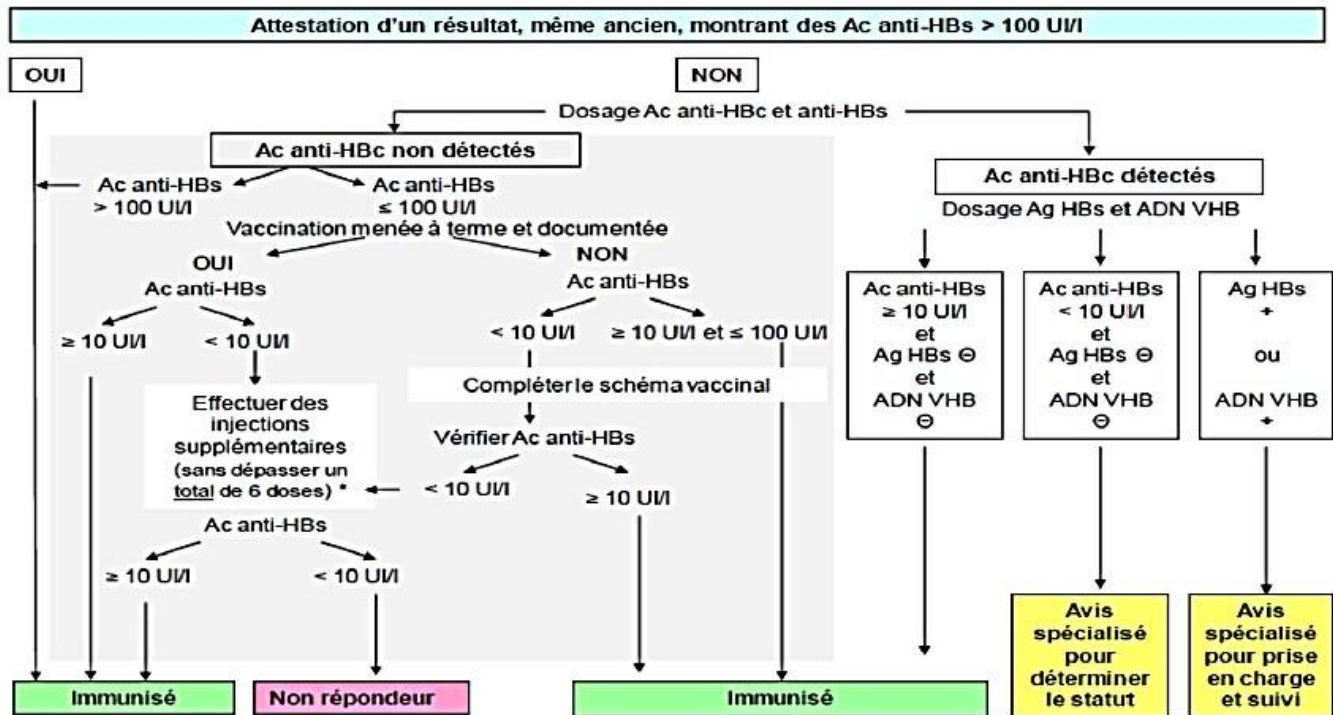 Attestation d'un résultat, même ancien, montrant des Ac anti-HBs > 100 UI/l
OUI
NON
Dosage Ac anti-HBc et anti-HBs
Ac anti-HBc non détectés
Ac anti-HBs
> 100 UI/l
Ac anti-HBs
≤ 100 UI/l
Vaccination menée à terme et documentée
OUI
Ac anti-HBs
≥ 10 UI/l
< 10 UI/l
Effectuer des
injections
supplémentaires
(sans dépasser un
total de 6 doses) *
Ac anti-HBs
≥ 10 UI/l
< 10 UI/l
NON
Ac anti-HBs
< 10 UI/l
≥ 10 UI/l et ≤ 100 UI/l
Compléter le schéma vaccinal
Vérifier Ac anti-HBs
< 10 UI/l
≥ 10 UI/l
Ac anti-HBc détectés
Dosage Ag HBs et ADN VHB
Ac anti-HBs
≥ 10 UI/l
et
Ag HBs ⊖
et
ADN VHB
⊖
Ac anti-HBs
< 10 UI/l
et
Ag HBs ⊖
et
ADN VHB
⊖
Ag HBs
+
ou
ADN VHB
+
Immunisé
Non répondeur
Immunisé
Avis
spécialisé
pour
déterminer
le statut
Avis
spécialisé
pour prise
en charge
et suivi